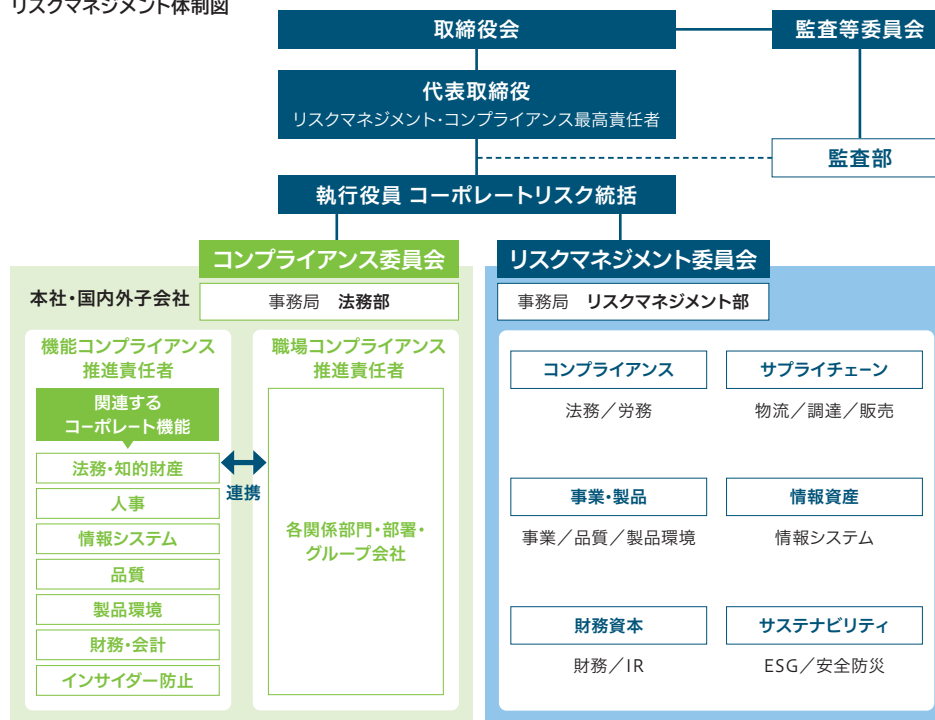 リスクマネジメント体制図
取締役会
監査等委員会
代表取締役
リスクマネジメント・コンプライアンス最高責任者
監査部
執行役員 コーポレートリスク統括
コンプライアンス委員会
本社・国内外子会社
事務局 法務部
機能コンプライアンス
推進責任者
関連する
コーポレート機能
法務・知的財産
人事
情報システム
品質
製品環境
財務・会計
インサイダー防止
連携
職場コンプライアンス
推進責任者
各関係部門・部署・
グループ会社
リスクマネジメント委員会
事務局 リスクマネジメント部
コンプライアンス
法務／労務
サプライチェーン
物流／調達／販売
事業・製品
事業／品質／製品環境
情報資産
情報システム
財務資本
財務／IR
サステナビリティ
ESG／安全防災